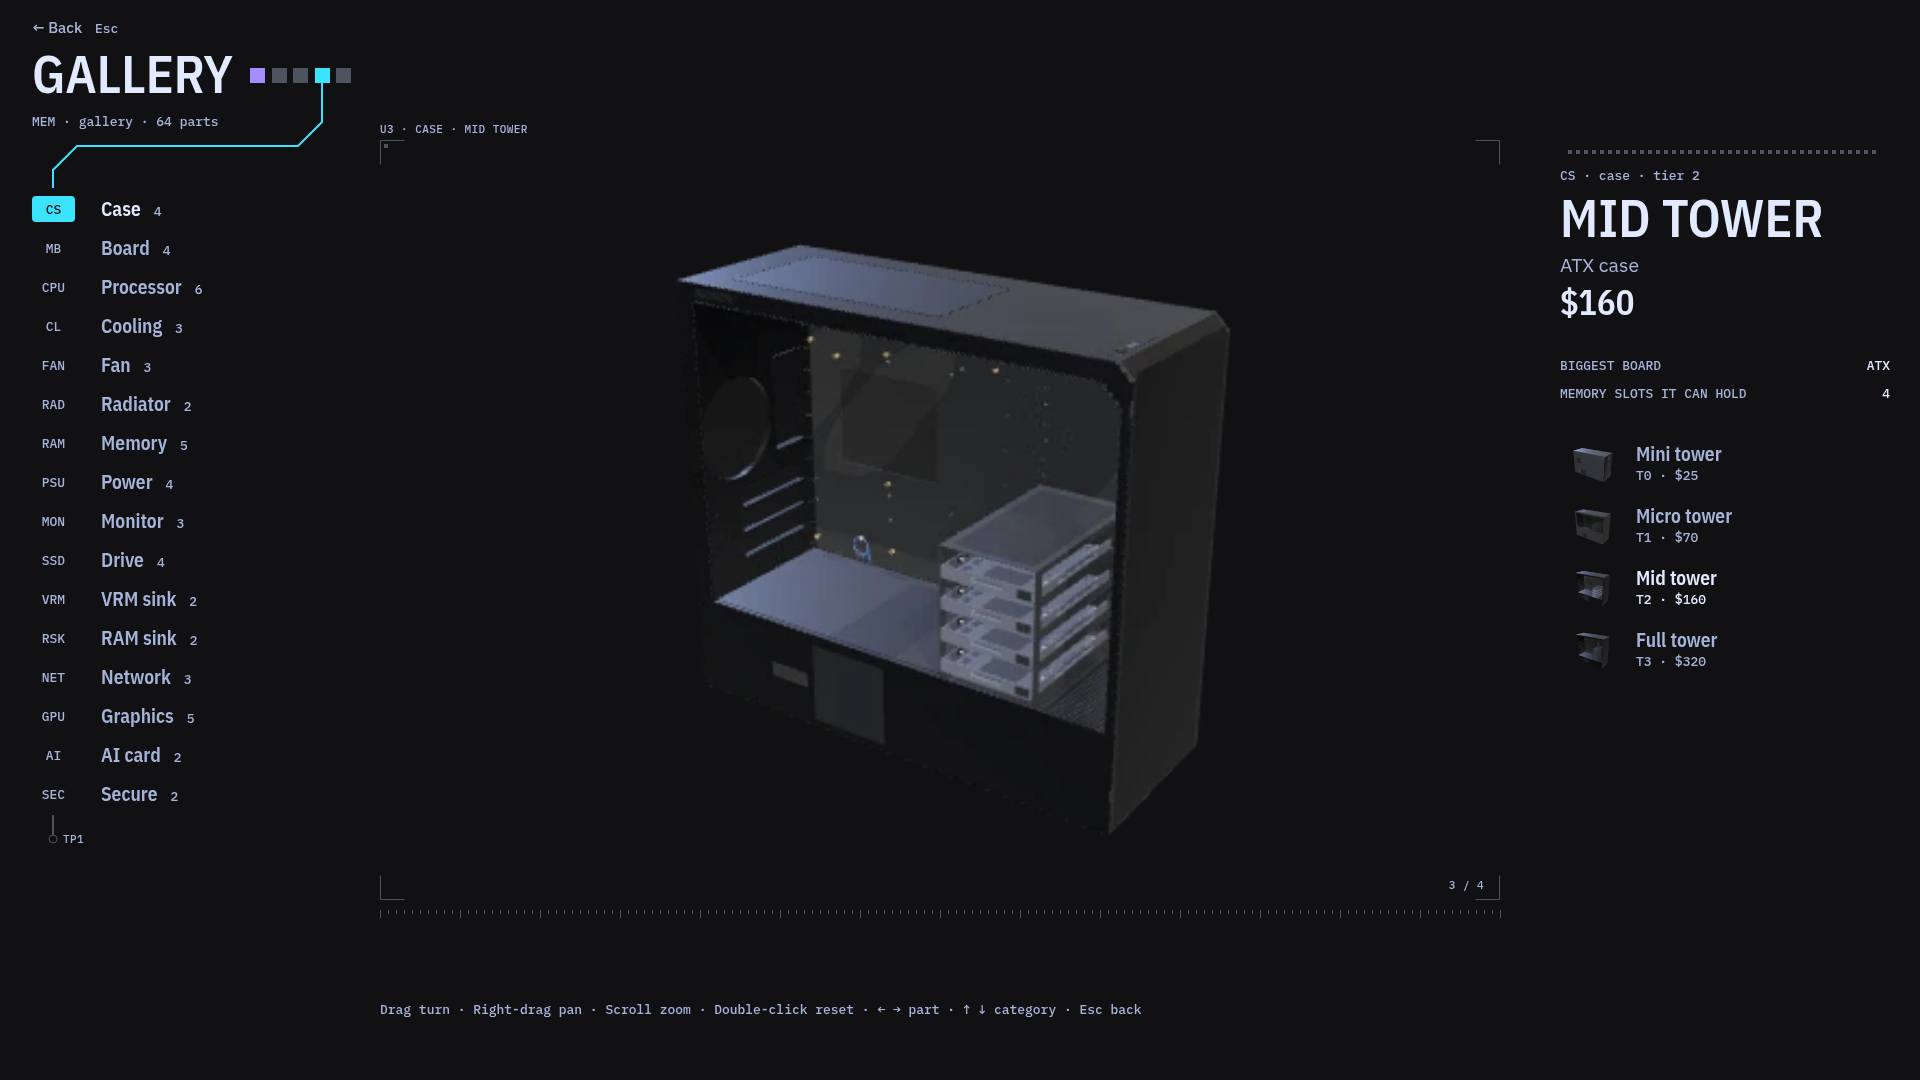 ← Back Esc
GALLERY
MEM · gallery · 64 parts
U3 · CASE · MID TOWER
CS Case 4
MB Board 4
CPU Processor 6
CL Cooling 3
FAN Fan 3
RAD Radiator 2
RAM Memory 5
PSU Power 4
MON Monitor 3
SSD Drive 4
VRM VRM sink 2
RSK RAM sink 2
NET Network 3
GPU Graphics 5
AI AI card 2
SEC Secure 2
TP1
3 / 4
CS · case · tier 2
MID TOWER
ATX case
$160
BIGGEST BOARD ATX
MEMORY SLOTS IT CAN HOLD 4
Mini tower
T0 · $25
Micro tower
T1 · $70
Mid tower
T2 · $160
Full tower
T3 · $320
Drag turn · Right-drag pan · Scroll zoom · Double-click reset · ← → part · ↑ ↓ category · Esc back